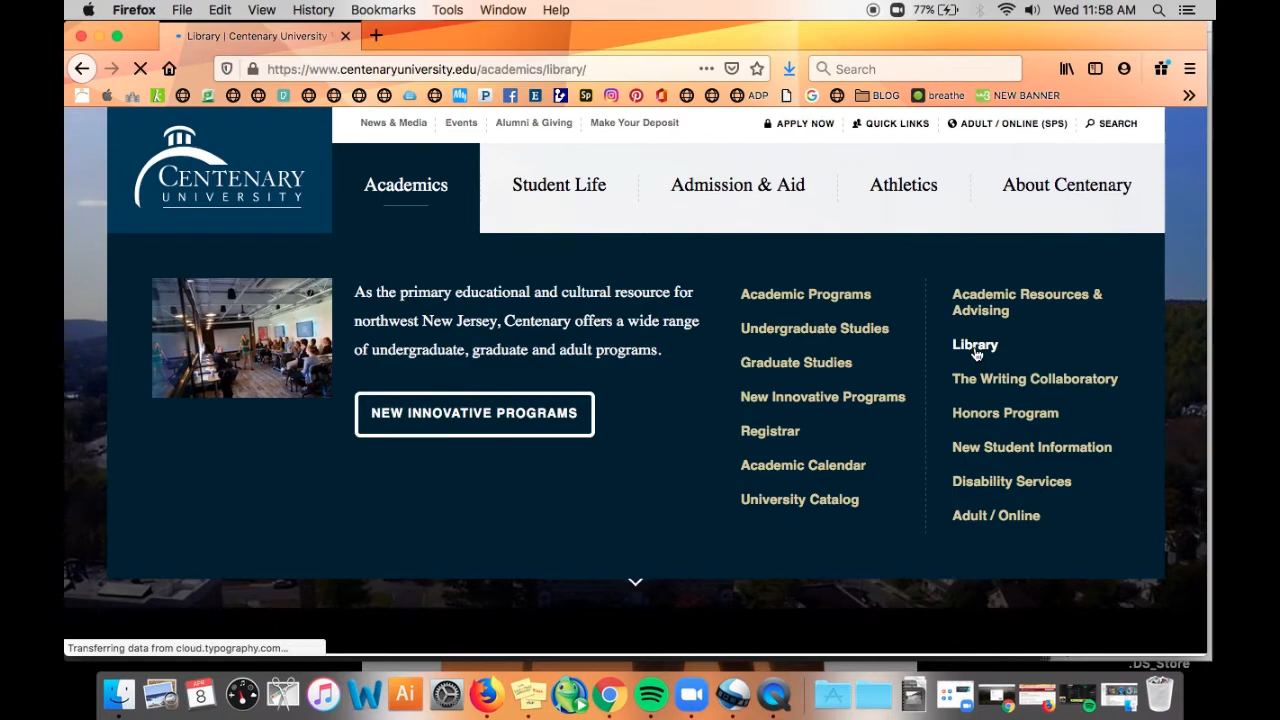 Firefox File Edit View History Bookmarks Tools Window Help 77% Wed 11:58 AM
Library | Centenary University
https://www.centenaryuniversity.edu/academics/library/ Search
ADP BLOG breathe NEW BANNER
News & Media Events Alumni & Giving Make Your Deposit APPLY NOW QUICK LINKS ADULT / ONLINE (SPS) SEARCH
CENTENARY
UNIVERSITY
Academics Student Life Admission & Aid Athletics About Centenary
As the primary educational and cultural resource for
northwest New Jersey, Centenary offers a wide range
of undergraduate, graduate and adult programs.
NEW INNOVATIVE PROGRAMS
Academic Programs
Undergraduate Studies
Graduate Studies
New Innovative Programs
Registrar
Academic Calendar
University Catalog
Academic Resources &
Advising
Library
The Writing Collaboratory
Honors Program
New Student Information
Disability Services
Adult / Online
Transferring data from cloud.typography.com...
.DS_Store
APR
8
W
Ai